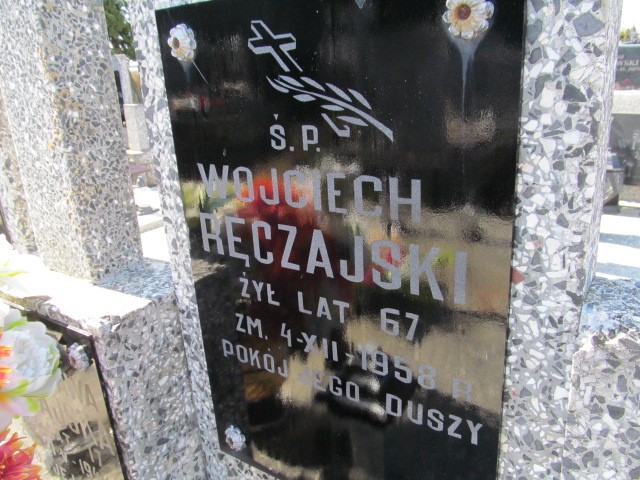 Ś.P.
WOJCIECH
RĘCZAJSKI
ŻYŁ LAT 67
ZM. 4-XII-1958 R
POKÓJ JEGO DUSZY